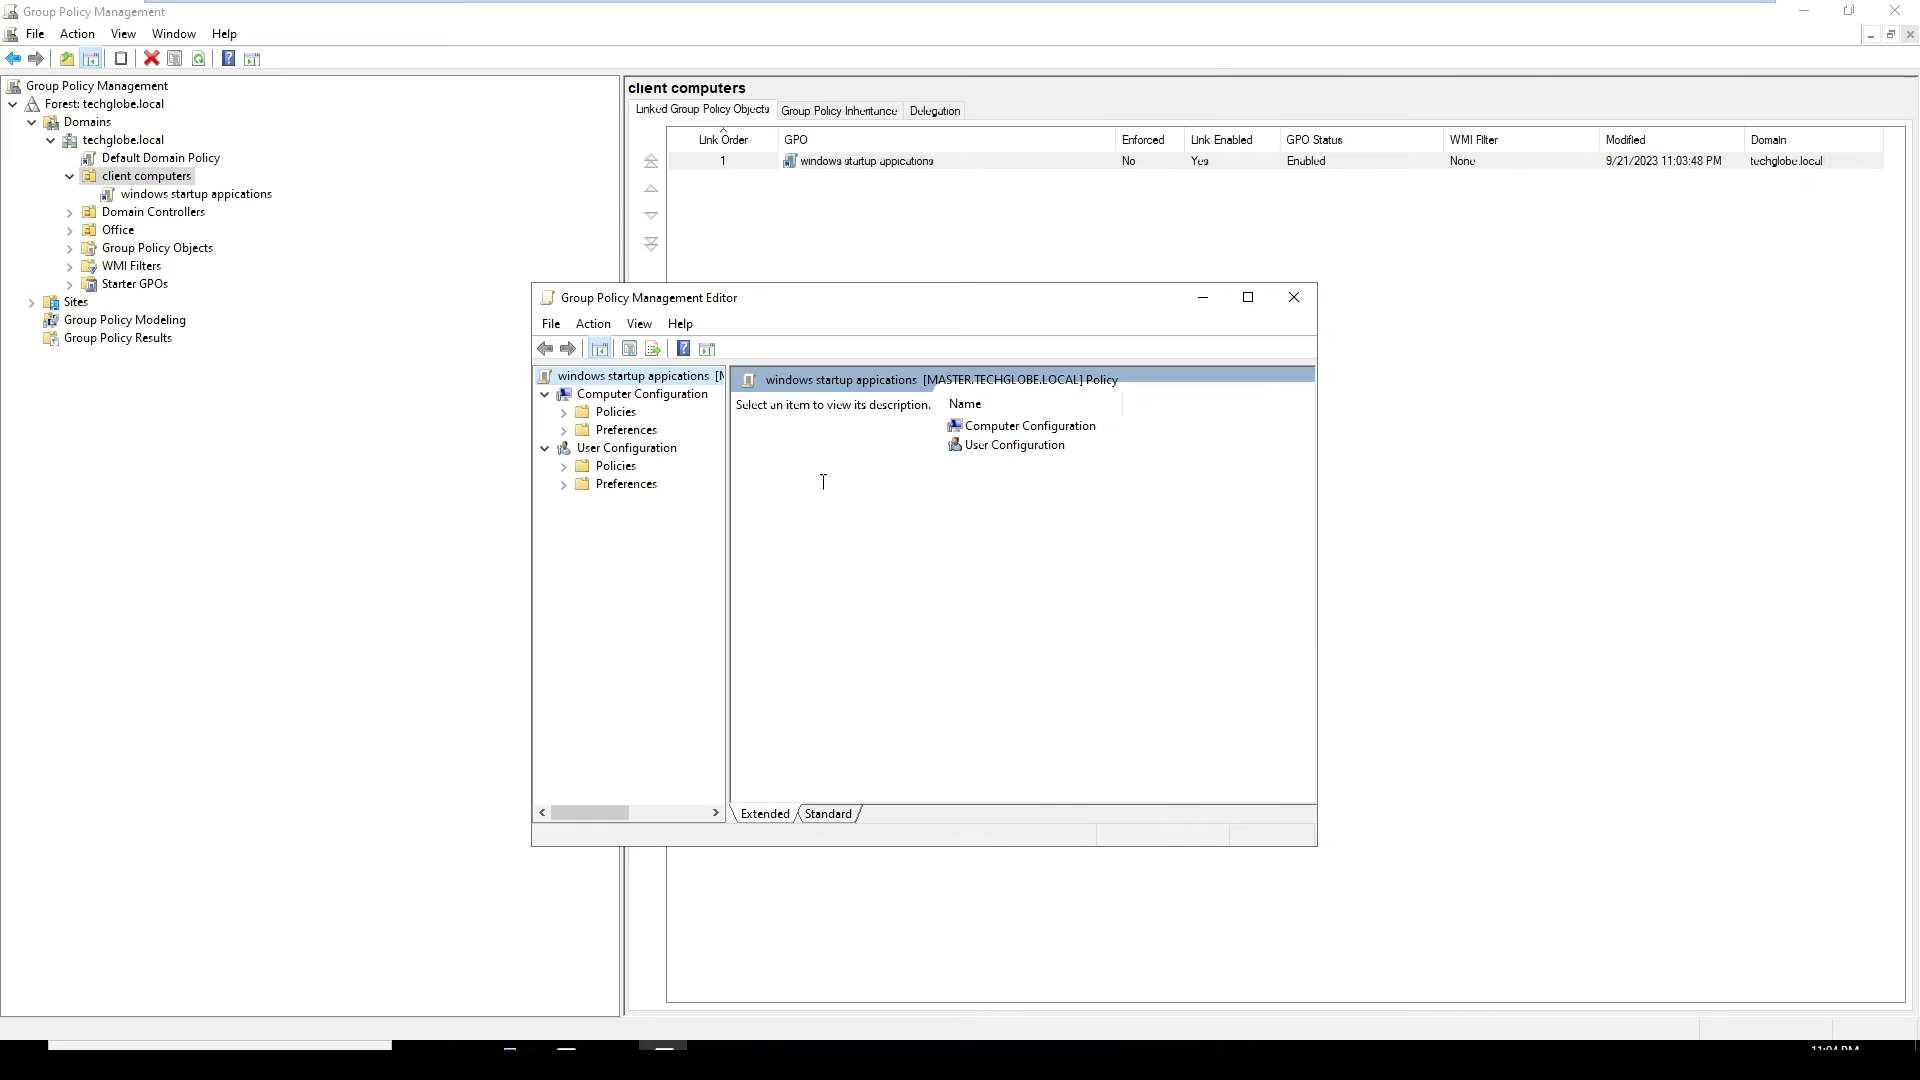 Group Policy Management
File Action View Window Help
Group Policy Management
Forest: techglobe.local
Domains
techglobe.local
Default Domain Policy
client computers
windows startup appications
Domain Controllers
Office
Group Policy Objects
WMI Filters
Starter GPOs
Sites
Group Policy Modeling
Group Policy Results
client computers
Linked Group Policy Objects Group Policy Inheritance Delegation
Link Order GPO Enforced Link Enabled GPO Status WMI Filter Modified Domain
1 windows startup appications No Yes Enabled None 9/21/2023 11:03:48 PM techglobe.local
Group Policy Management Editor
File Action View Help
windows startup appications [M
Computer Configuration
Policies
Preferences
User Configuration
Policies
Preferences
windows startup appications [MASTER.TECHGLOBE.LOCAL] Policy
Select an item to view its description.
Name
Computer Configuration
User Configuration
Extended Standard
11:04 PM